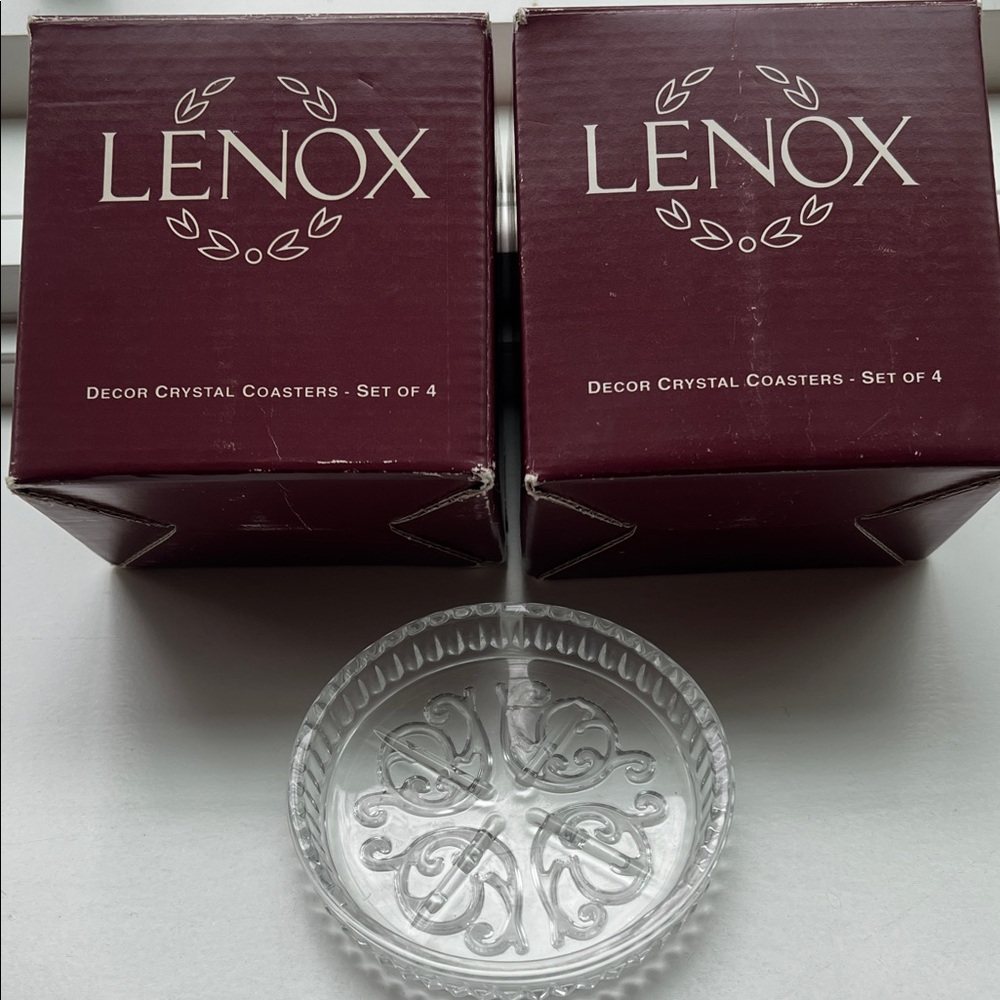 LENOX
DECOR CRYSTAL COASTERS - SET OF 4
LENOX
DECOR CRYSTAL COASTERS - SET OF 4